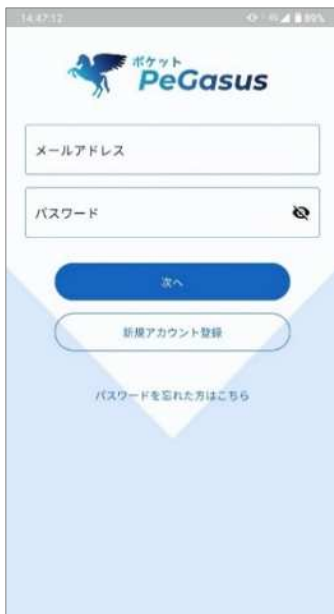 14:47:12
89%
ポケット
PeGasus
メールアドレス
パスワード
次へ
新規アカウント登録
パスワードを忘れた方はこちら